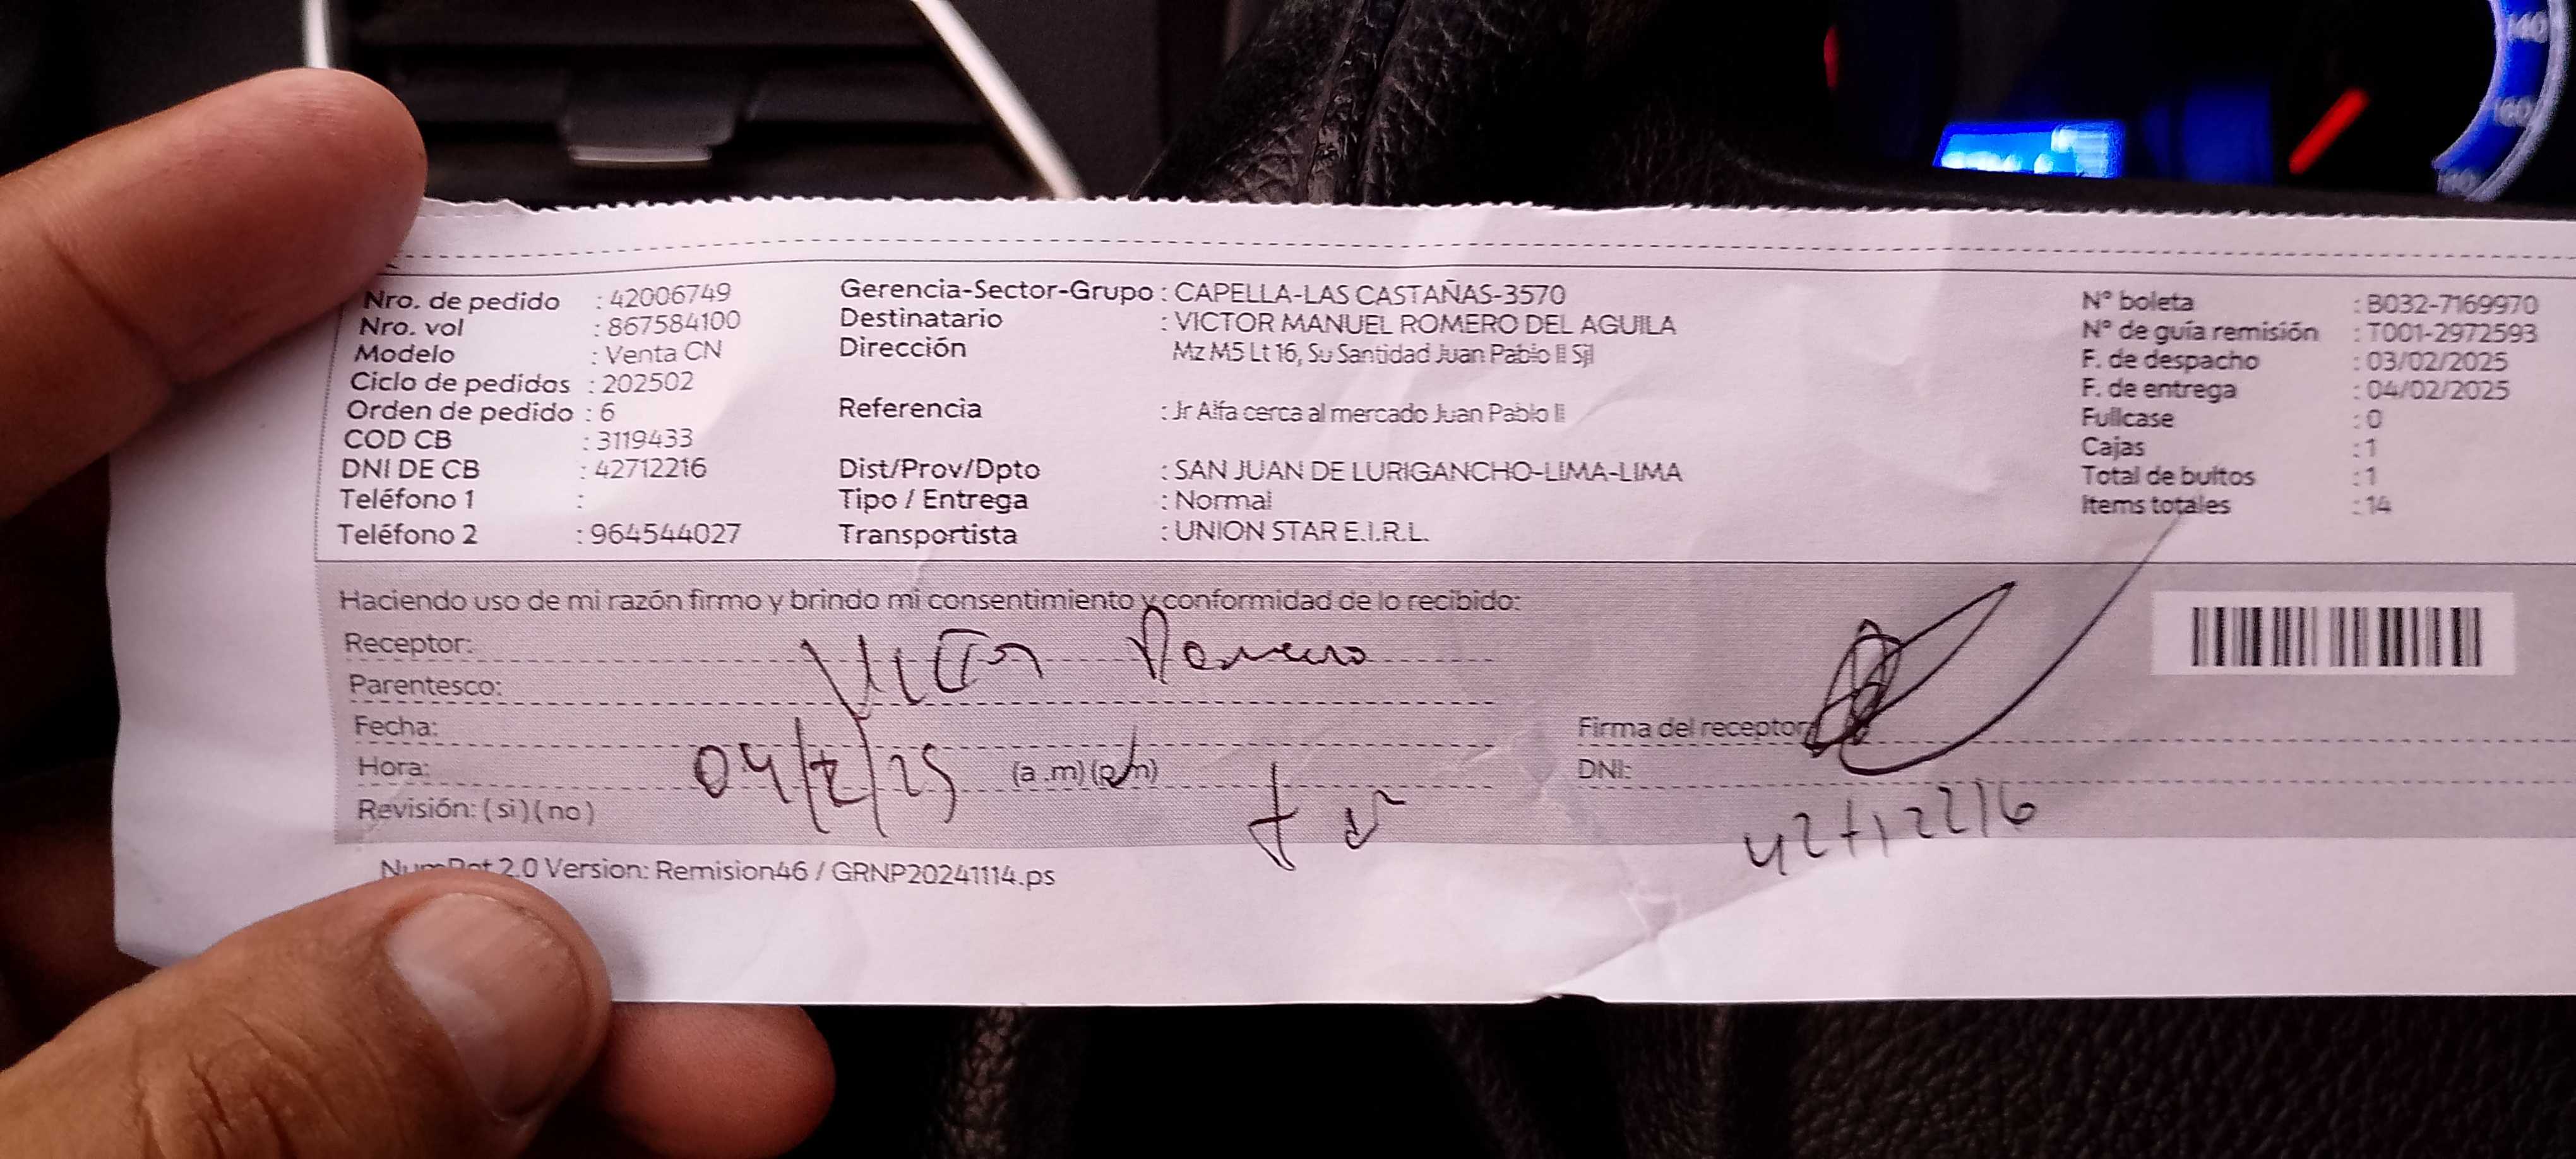 Nro. de pedido : 42006749
Nro. vol : 867584100
Modelo : Venta CN
Ciclo de pedidos : 202502
Orden de pedido : 6
COD CB : 3119433
DNI DE CB : 42712216
Teléfono 1 :
Teléfono 2 : 964544027
Gerencia-Sector-Grupo : CAPELLA-LAS CASTAÑAS-3570
Destinatario : VICTOR MANUEL ROMERO DEL AGUILA
Dirección Mz M5 Lt 16, Su Santidad Juan Pablo II Sjl
Referencia : Jr Alfa cerca al mercado Juan Pablo II
Dist/Prov/Dpto : SAN JUAN DE LURIGANCHO-LIMA-LIMA
Tipo / Entrega : Normal
Transportista : UNION STAR E.I.R.L.
N° boleta : B032-7169970
N° de guía remisión : T001-2972593
F. de despacho : 03/02/2025
F. de entrega : 04/02/2025
Fullcase : 0
Cajas : 1
Total de bultos : 1
Items totales : 14
Haciendo uso de mi razón firmo y brindo mi consentimiento y conformidad de lo recibido:
Receptor: Victor Romero
Parentesco:
Fecha:
Hora: 04/2/25 (a .m) (p.m)
Revisión: ( si ) ( no )
Firma del receptor
DNI:
42712216
2.0 Version: Remision46 / GRNP20241114.ps
140
160